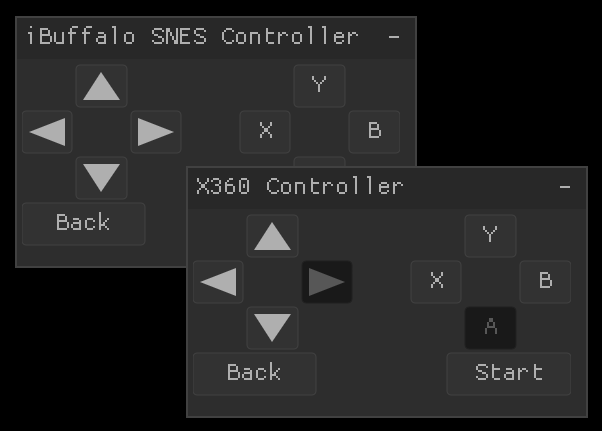 iBuffalo SNES Controller -
Y
X B
Back
X360 Controller -
Y
X B
A
Back Start